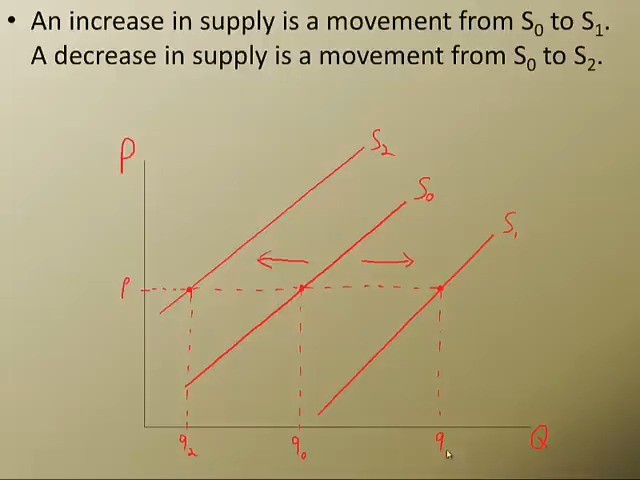 • An increase in supply is a movement from S₀ to S₁.
A decrease in supply is a movement from S₀ to S₂.
P
S₂
S₀
S₁
P
q₂
q₀
q₁
Q